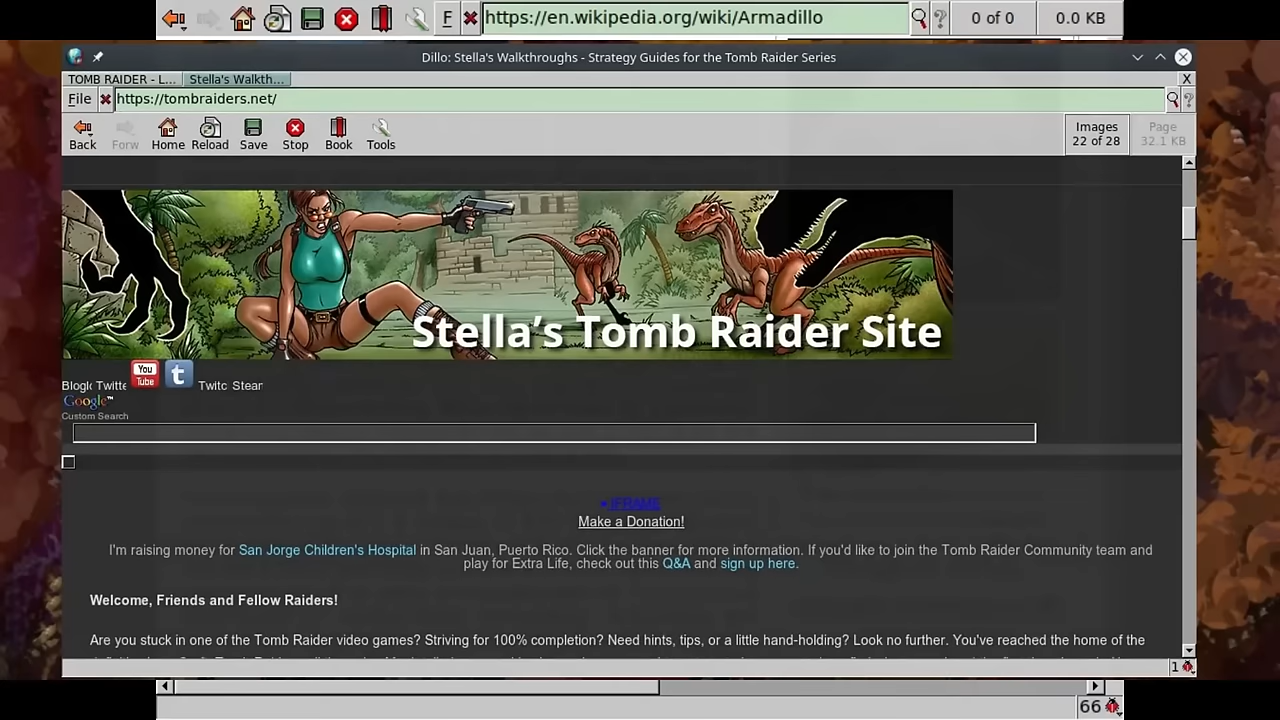 F https://en.wikipedia.org/wiki/Armadillo ? 0 of 0 0.0 KB
Dillo: Stella's Walkthroughs - Strategy Guides for the Tomb Raider Series
TOMB RAIDER - L... Stella's Walkth... X
File https://tombraiders.net/ ?
Back Forw Home Reload Save Stop Book Tools
Images
22 of 28
Page
32.1 KB
Stella's Tomb Raider Site
You
Tube
t
Twitc Stear
Google™
Custom Search
IFRAME
Make a Donation!
I'm raising money for San Jorge Children's Hospital in San Juan, Puerto Rico. Click the banner for more information. If you'd like to join the Tomb Raider Community team and
play for Extra Life, check out this Q&A and sign up here.
Welcome, Friends and Fellow Raiders!
Are you stuck in one of the Tomb Raider video games? Striving for 100% completion? Need hints, tips, or a little hand-holding? Look no further. You've reached the home of the
1
66